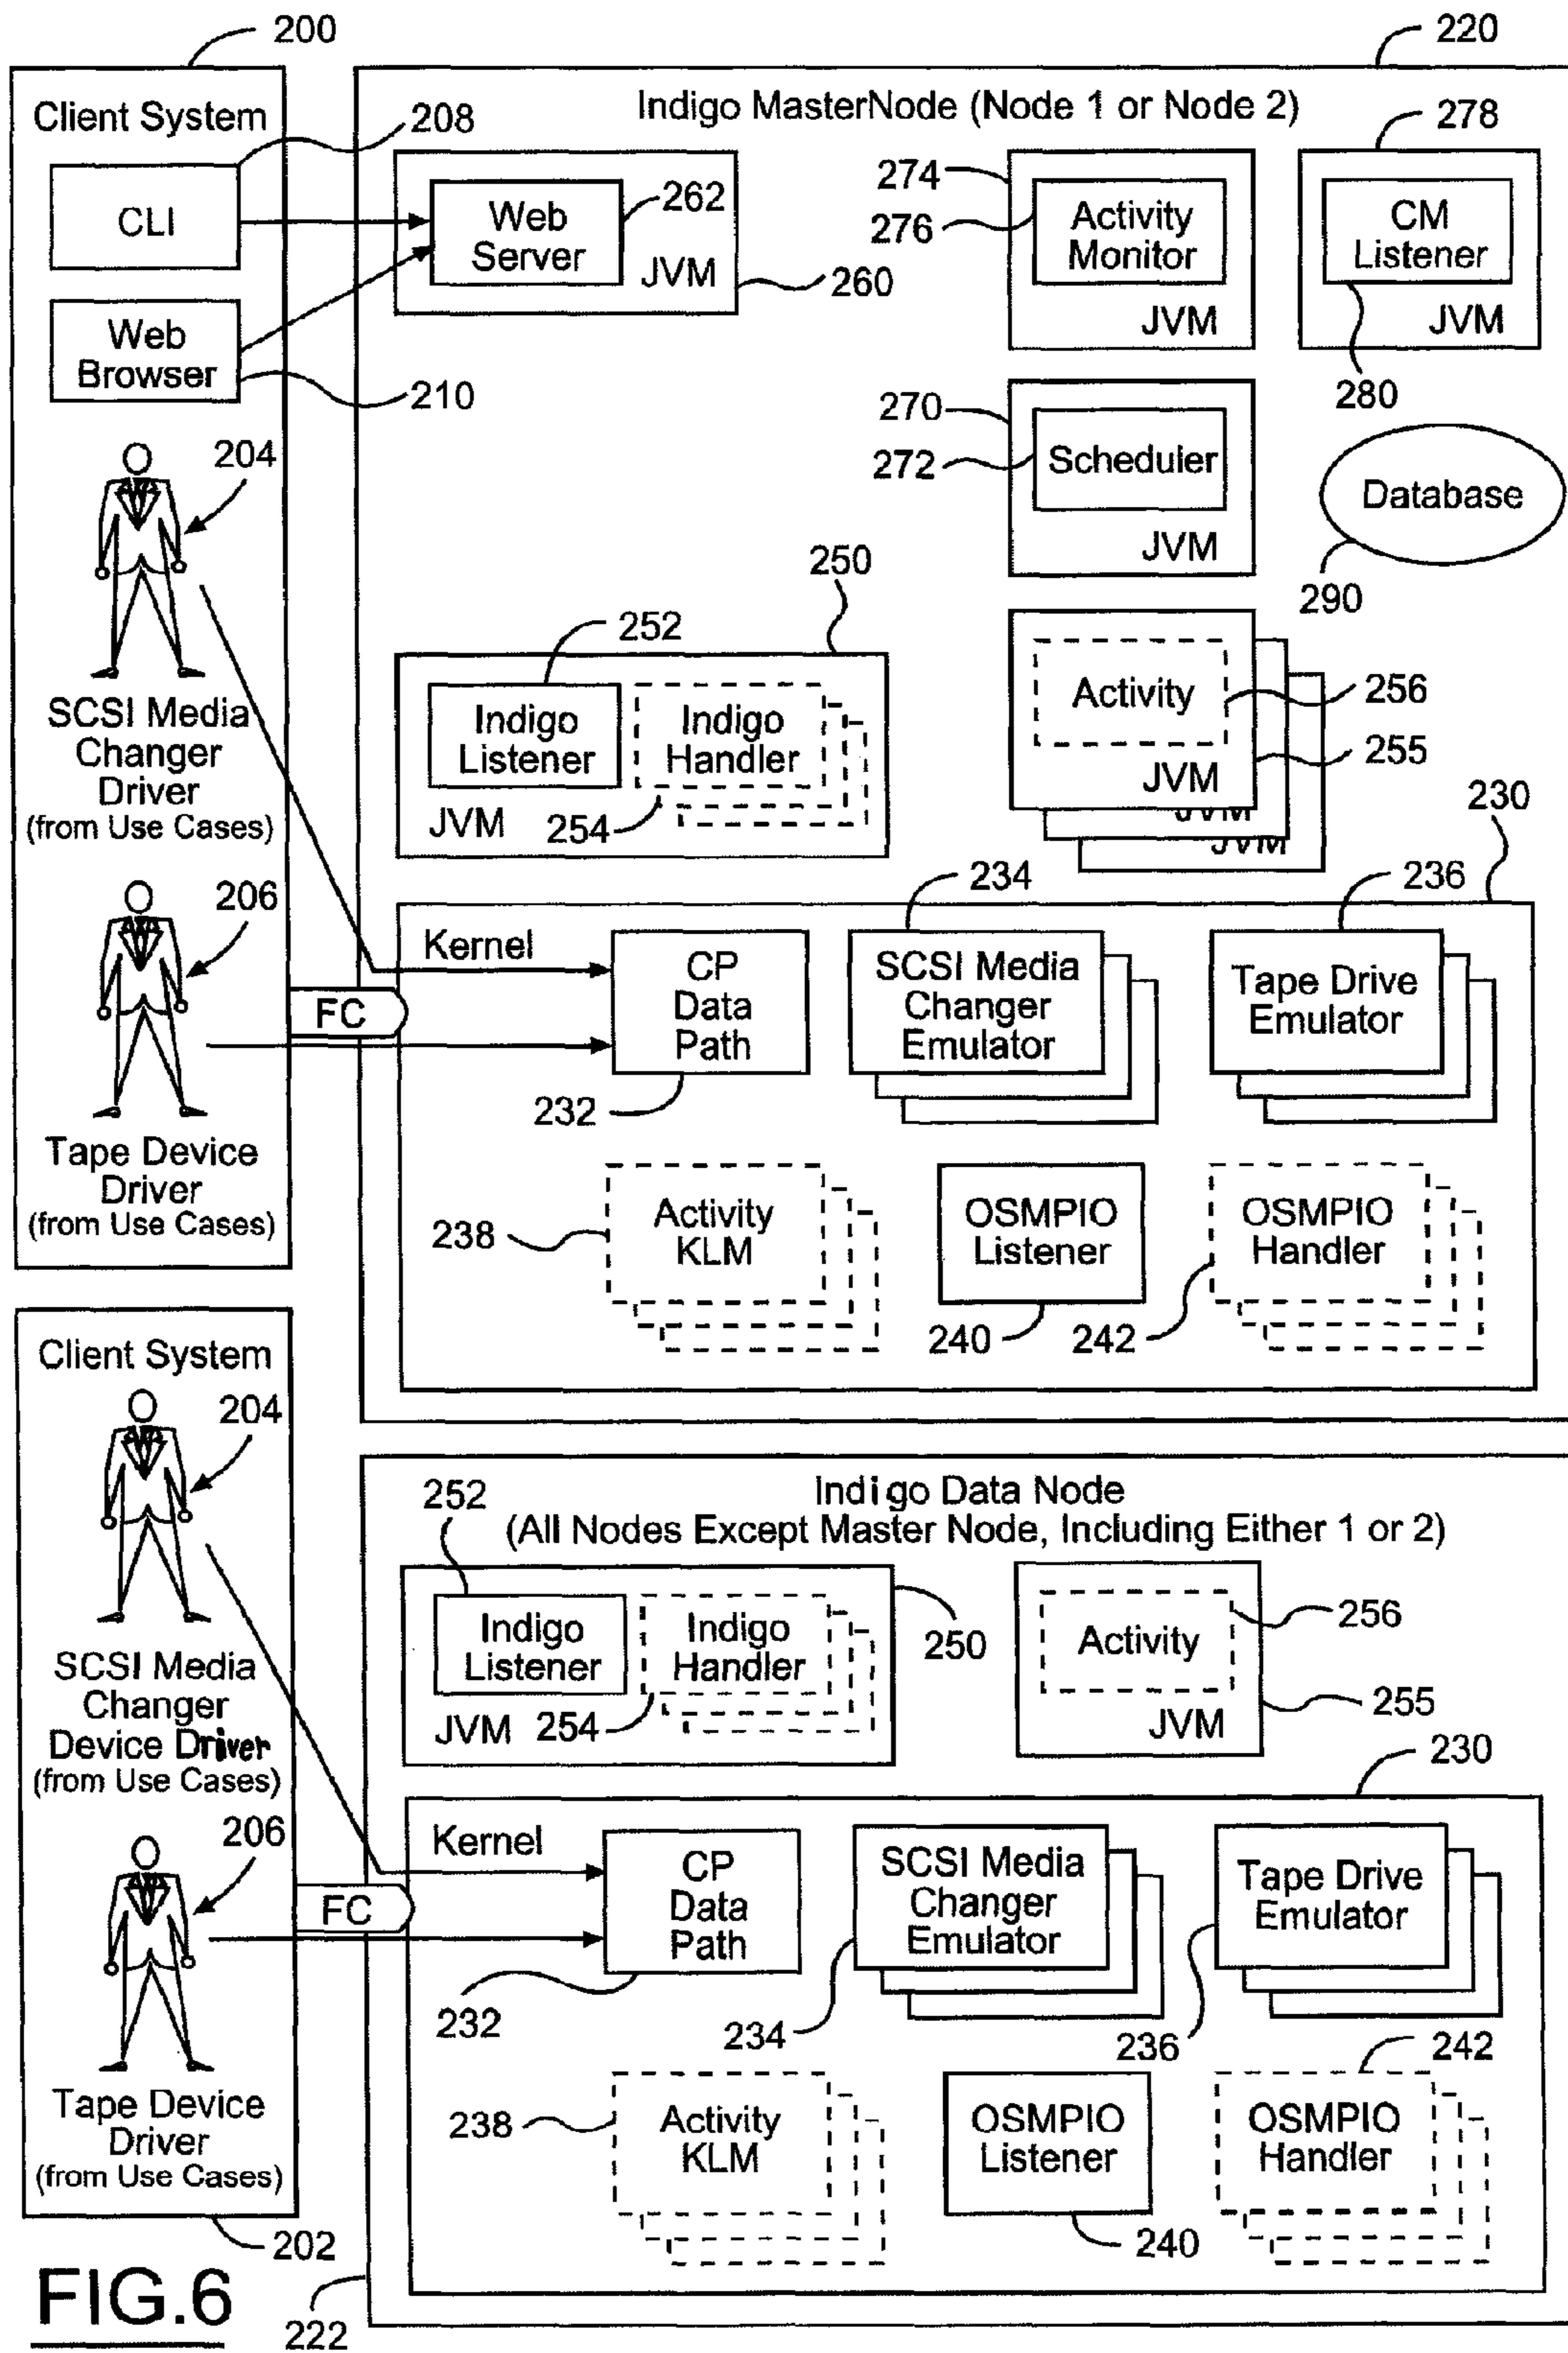 200
220
Client System
Indigo MasterNode (Node 1 or Node 2)
208
278
CLI
Web
Server
262
JVM
260
274
276
Activity
Monitor
JVM
CM
Listener
JVM
280
Web
Browser
210
270
272
Scheduler
JVM
Database
290
204
SCSI Media
Changer
Driver
(from Use Cases)
250
252
Indigo
Listener
Indigo
Handler
JVM
254
Activity
256
255
JVM
JVM
JVM
230
206
Tape Device
Driver
(from Use Cases)
FC
Kernel
CP
Data
Path
232
234
SCSI Media
Changer
Emulator
236
Tape Drive
Emulator
238
Activity
KLM
OSMPIO
Listener
240
OSMPIO
Handler
242
Client System
204
SCSI Media
Changer
Device Driver
(from Use Cases)
206
Tape Device
Driver
(from Use Cases)
202
Indigo Data Node
(All Nodes Except Master Node, Including Either 1 or 2)
252
Indigo
Listener
Indigo
Handler
JVM
254
250
Activity
256
JVM
255
230
FC
Kernel
CP
Data
Path
232
SCSI Media
Changer
Emulator
234
Tape Drive
Emulator
236
238
Activity
KLM
OSMPIO
Listener
240
242
OSMPIO
Handler
FIG.6
222